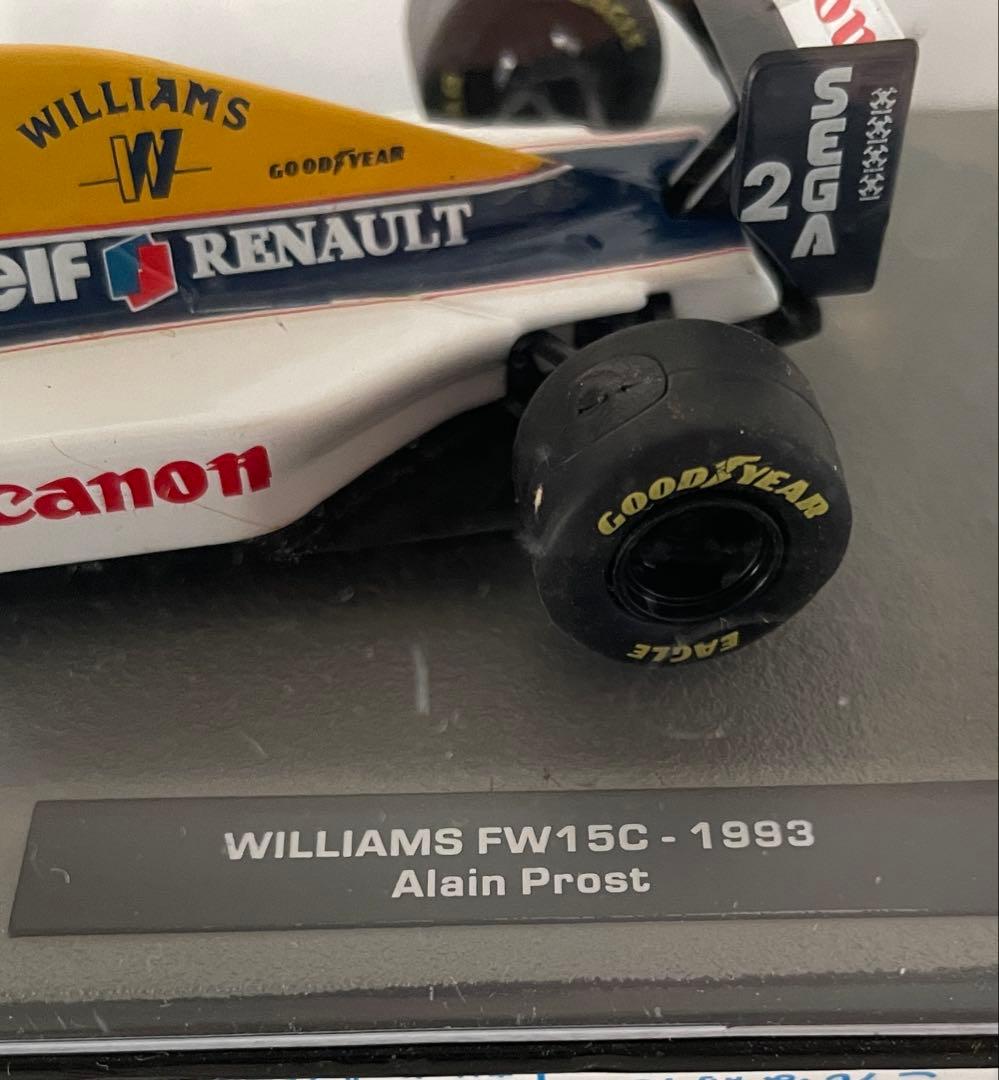 WILLIAMS
W
GOODYEAR
elf RENAULT
canon
SEGA
2
GOODYEAR
EAGLE
WILLIAMS FW15C - 1993
Alain Prost